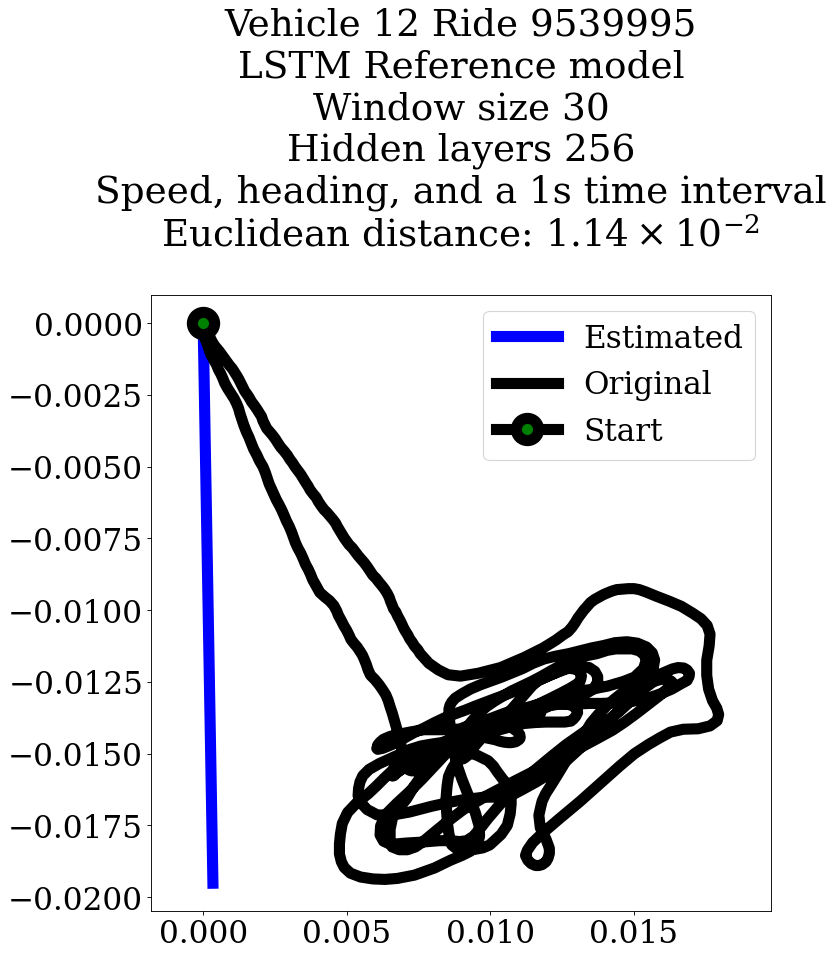 Vehicle 12 Ride 9539995
LSTM Reference model
Window size 30
Hidden layers 256
Speed, heading, and a 1s time interval
Euclidean distance: 1.14 × 10⁻²
Estimated
Original
Start
0.0000
−0.0025
−0.0050
−0.0075
−0.0100
−0.0125
−0.0150
−0.0175
−0.0200
0.000 0.005 0.010 0.015